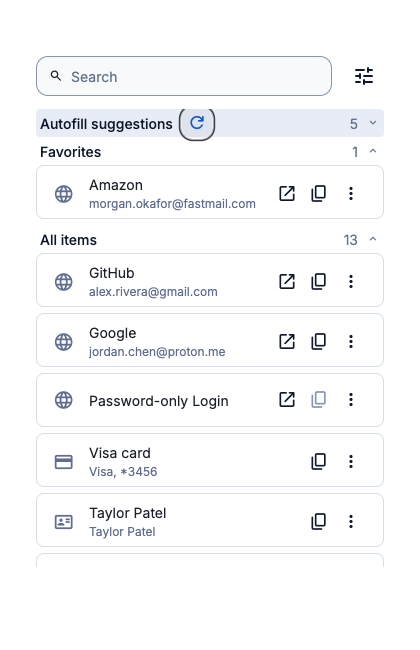 Search
Autofill suggestions 5
Favorites 1
Amazon
morgan.okafor@fastmail.com
All items 13
GitHub
alex.rivera@gmail.com
Google
jordan.chen@proton.me
Password-only Login
Visa card
Visa, *3456
Taylor Patel
Taylor Patel